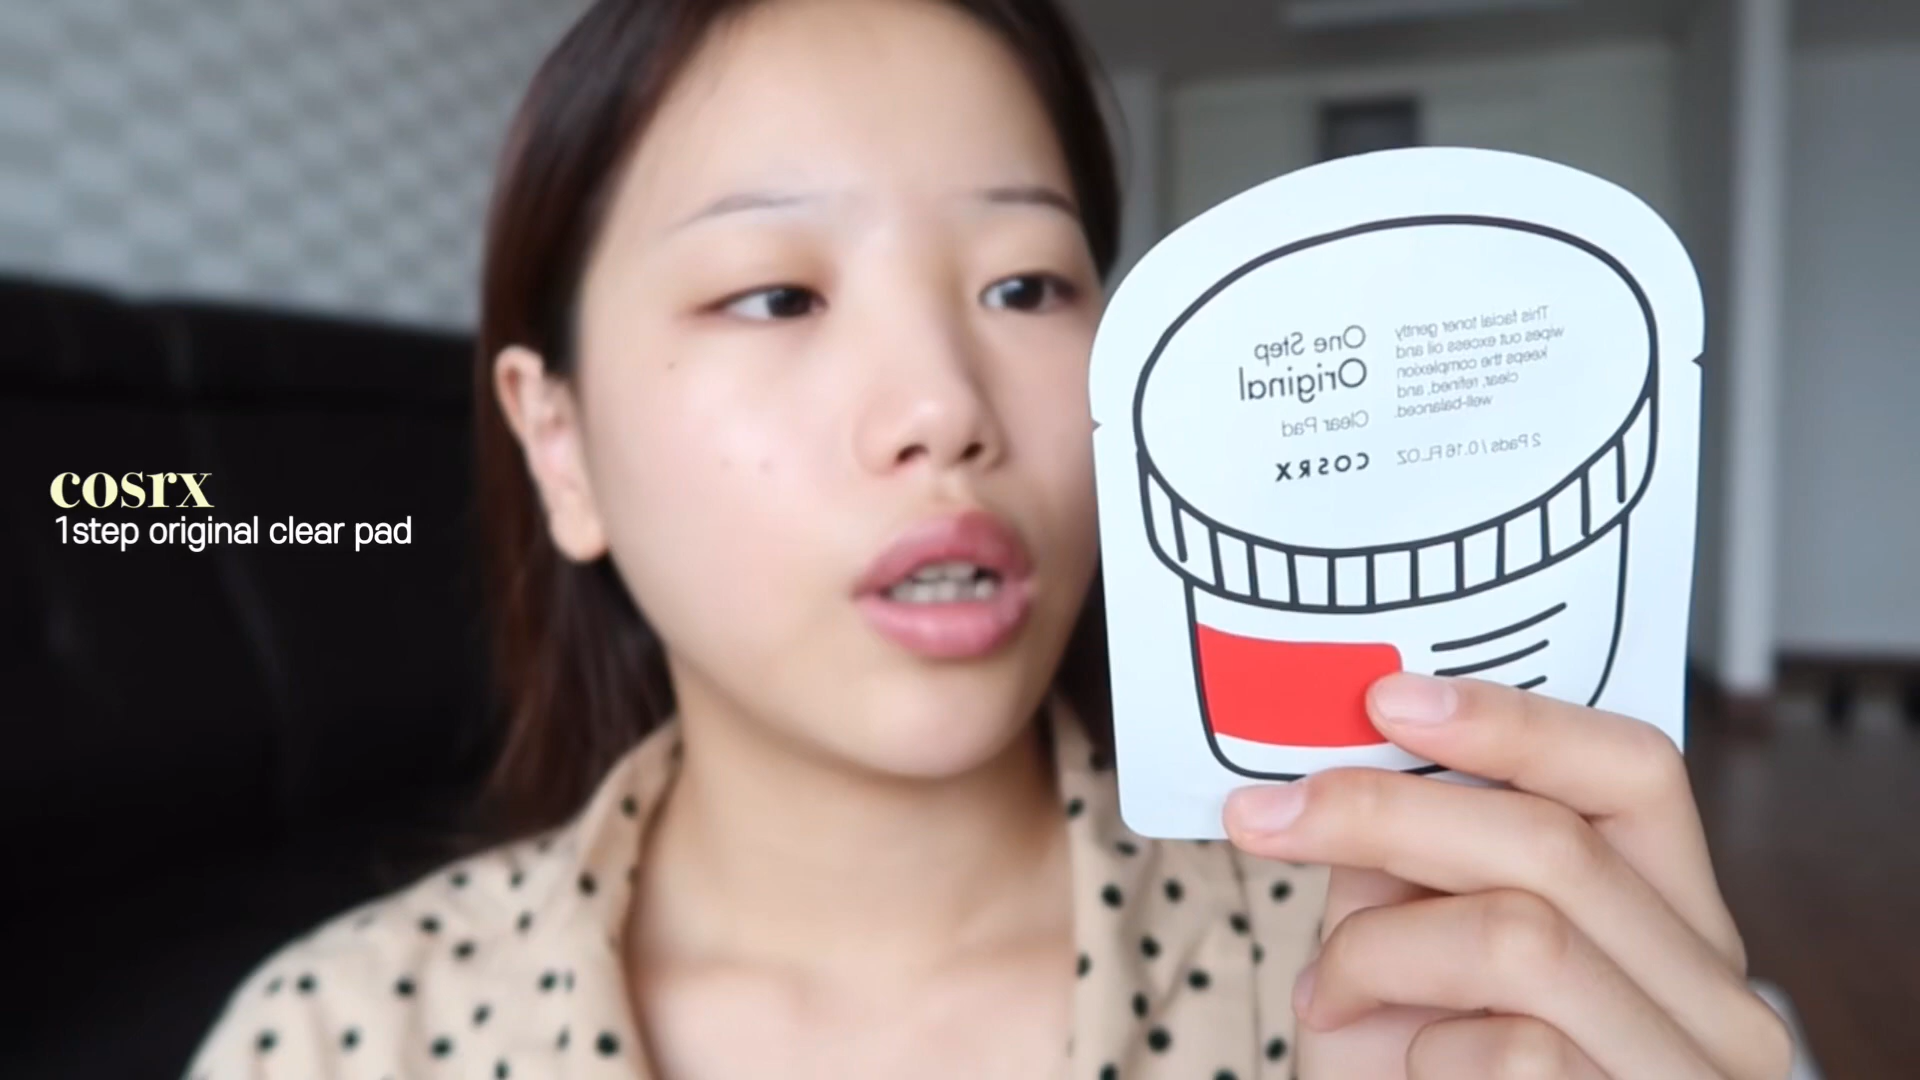 cosrx
1step original clear pad
One Step
Original
Clear Pad
COSRX
This facial toner gently
wipes out excess oil and
keeps the complexion
clear, refined, and
well-balanced.
2 Pads / 0.16 FL.OZ